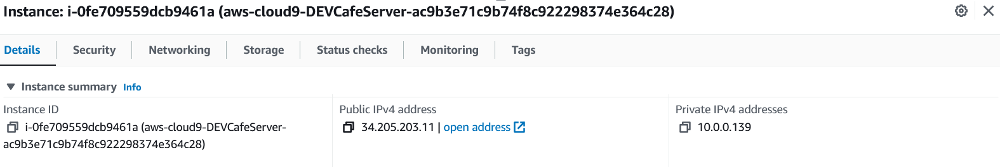 Instance: i-0fe709559dcb9461a (aws-cloud9-DEVCafeServer-ac9b3e71c9b74f8c922298374e364c28)
Details Security Networking Storage Status checks Monitoring Tags
Instance summary Info
Instance ID
i-0fe709559dcb9461a (aws-cloud9-DEVCafeServer-
ac9b3e71c9b74f8c922298374e364c28)
Public IPv4 address
34.205.203.11 | open address
Private IPv4 addresses
10.0.0.139